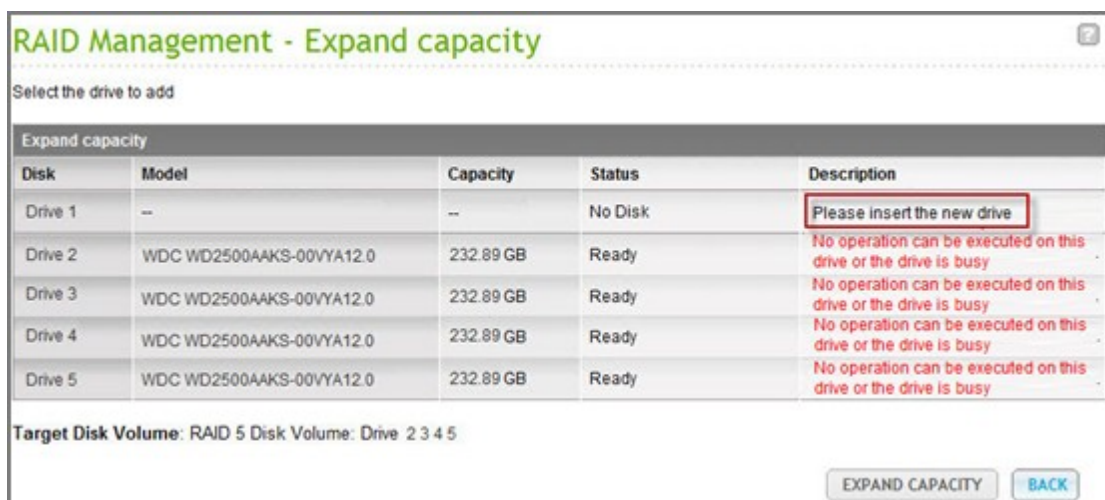 RAID Management - Expand capacity
?
Select the drive to add
Expand capacity
Disk Model Capacity Status Description
Drive 1 -- -- No Disk Please insert the new drive
Drive 2 WDC WD2500AAKS-00VYA12.0 232.89 GB Ready No operation can be executed on this
drive or the drive is busy .
Drive 3 WDC WD2500AAKS-00VYA12.0 232.89 GB Ready No operation can be executed on this
drive or the drive is busy .
Drive 4 WDC WD2500AAKS-00VYA12.0 232.89 GB Ready No operation can be executed on this
drive or the drive is busy .
Drive 5 WDC WD2500AAKS-00VYA12.0 232.89 GB Ready No operation can be executed on this
drive or the drive is busy .
Target Disk Volume: RAID 5 Disk Volume: Drive 2 3 4 5
EXPAND CAPACITY BACK